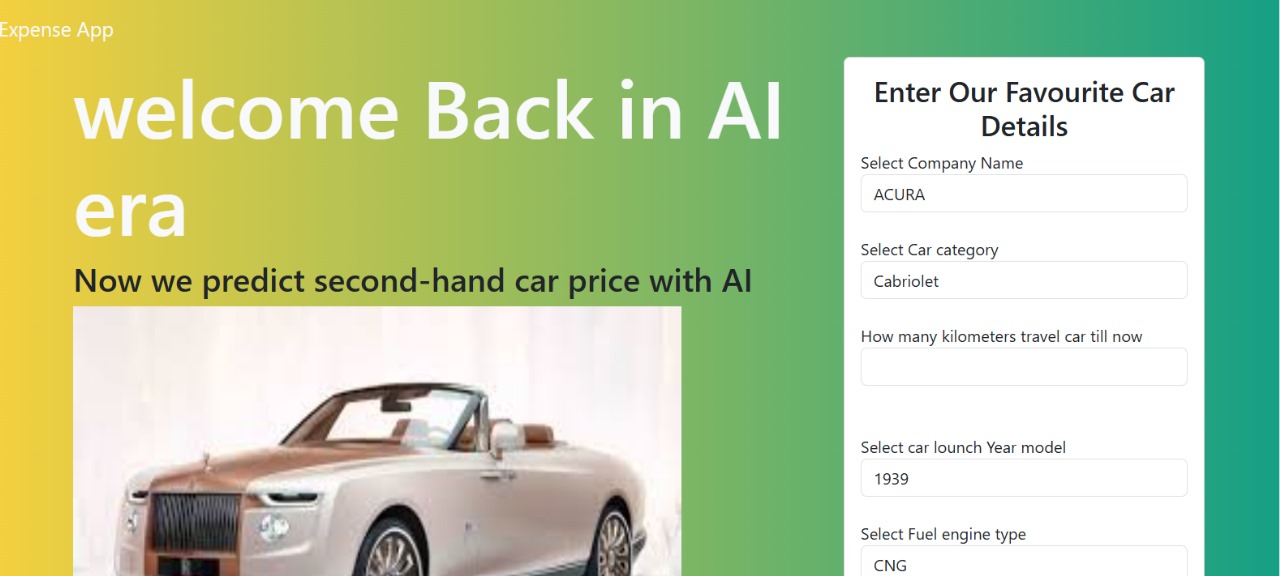 Expense App
welcome Back in AI
era
Now we predict second-hand car price with AI
Enter Our Favourite Car
Details
Select Company Name
ACURA
Select Car category
Cabriolet
How many kilometers travel car till now
Select car lounch Year model
1939
Select Fuel engine type
CNG